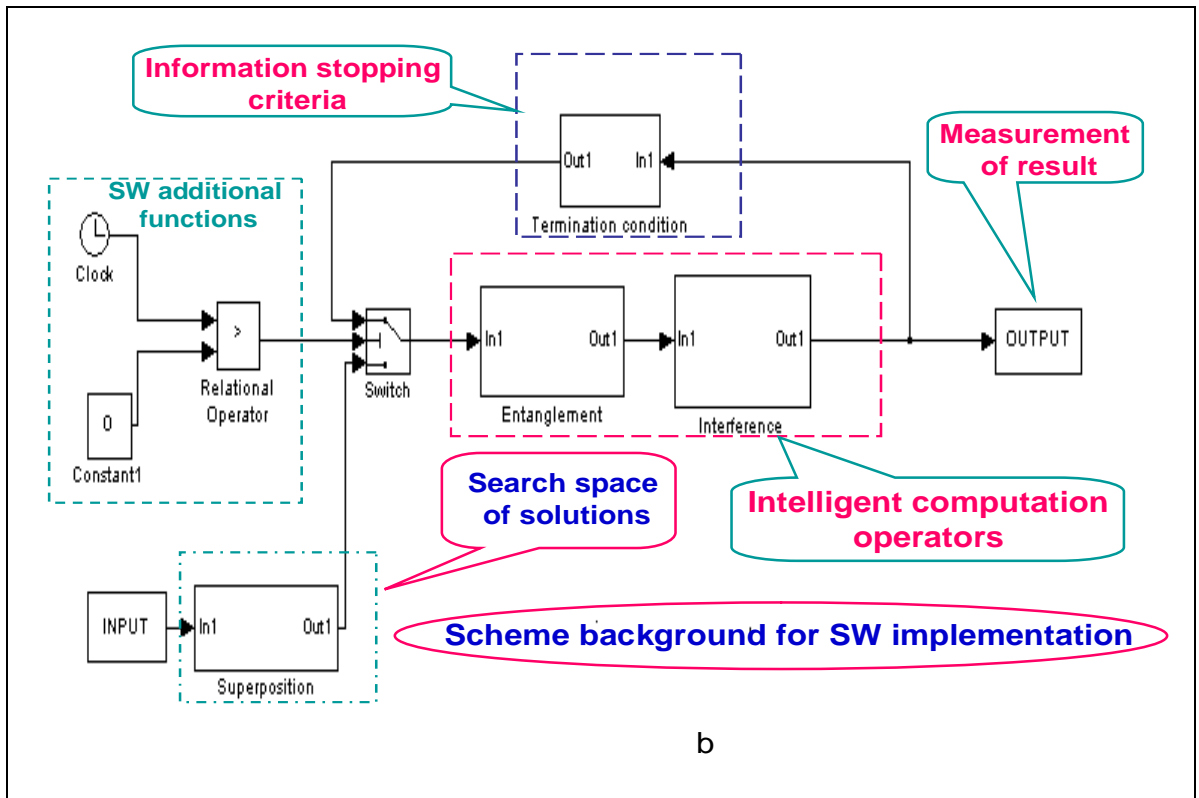 Information stopping
criteria
Measurement
of result
Out1
In1
Termination condition
SW additional
functions
Clock
>
Relational
Operator
0
Constant1
Switch
In1
Out1
Entanglement
In1
Out1
Interference
OUTPUT
Search space
of solutions
Intelligent computation
operators
INPUT
In1
Out1
Superposition
Scheme background for SW implementation
b